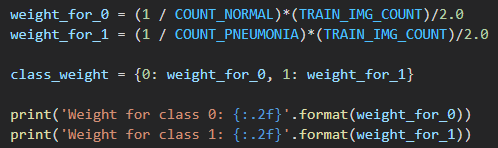 weight_for_0 = (1 / COUNT_NORMAL)*(TRAIN_IMG_COUNT)/2.0
weight_for_1 = (1 / COUNT_PNEUMONIA)*(TRAIN_IMG_COUNT)/2.0
class_weight = {0: weight_for_0, 1: weight_for_1}
print('Weight for class 0: {:.2f}'.format(weight_for_0))
print('Weight for class 1: {:.2f}'.format(weight_for_1))